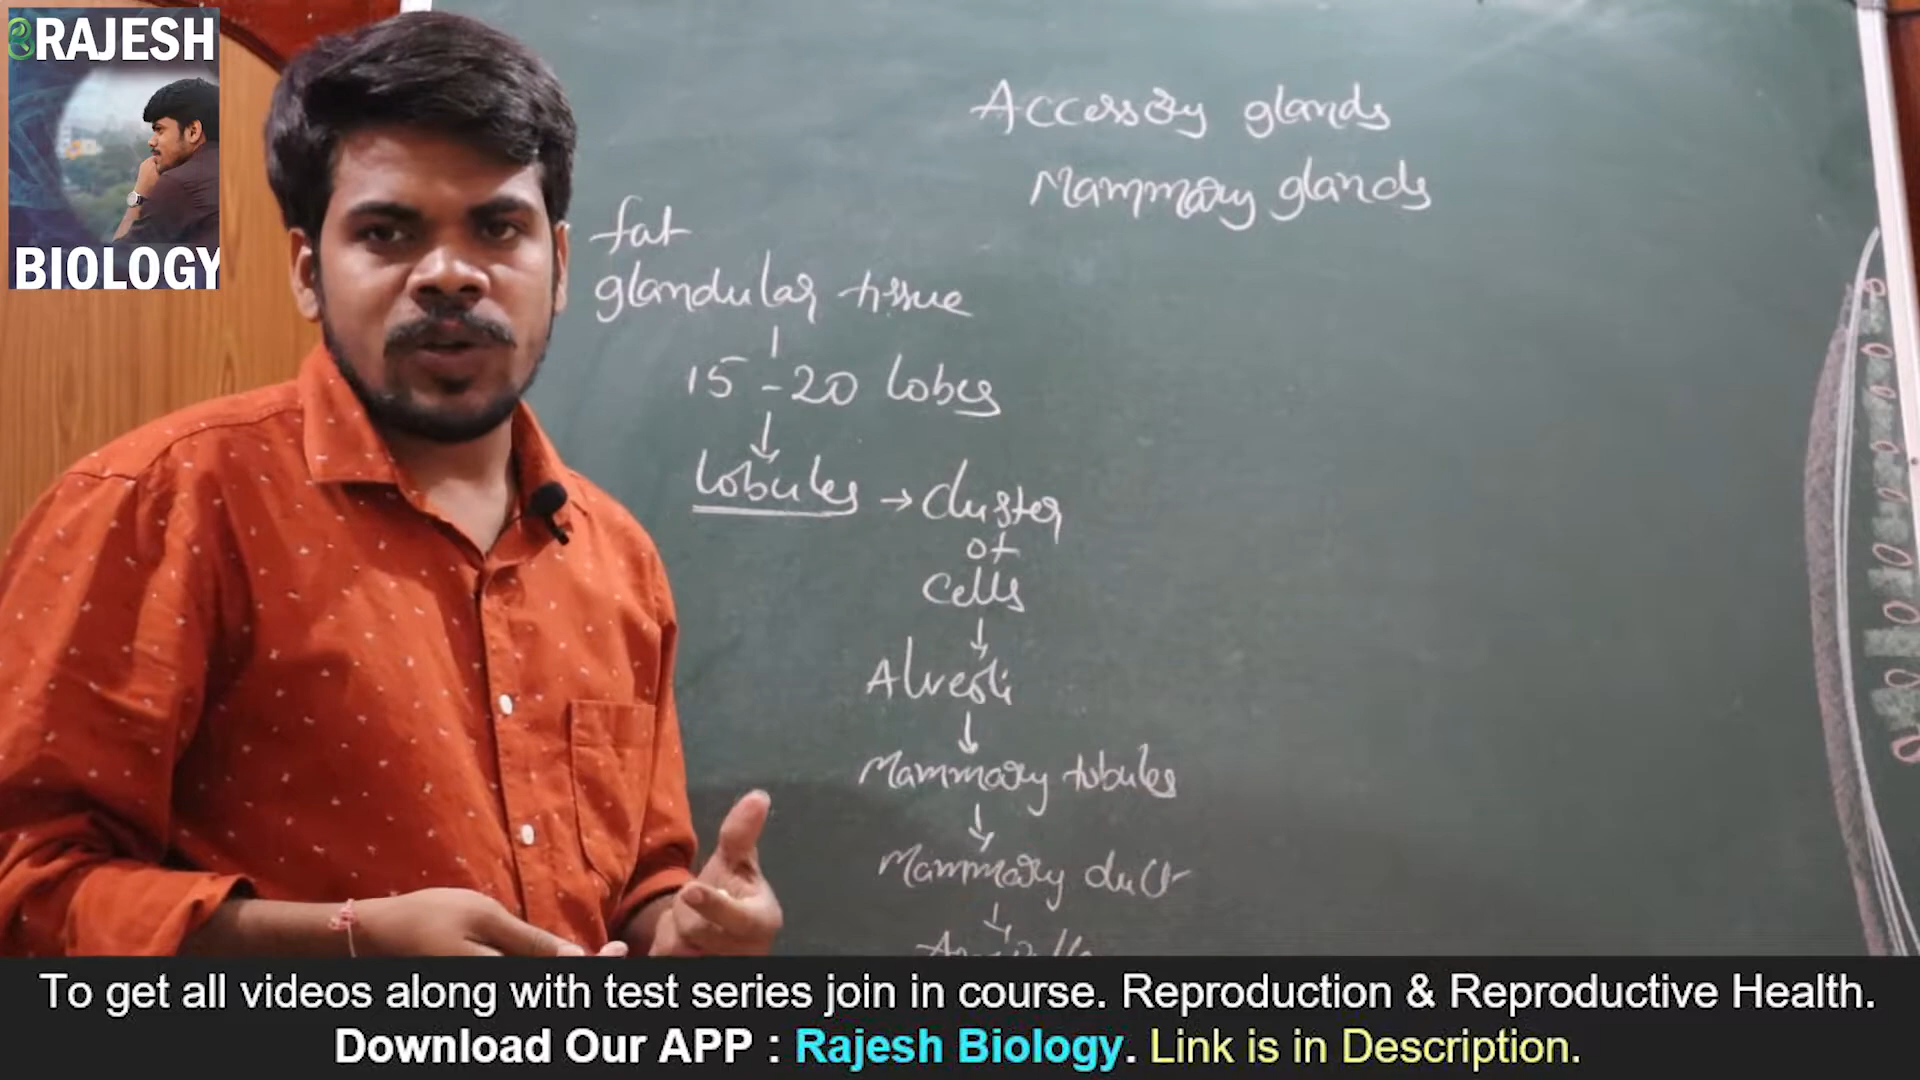 RAJESH
BIOLOGY
Accessory glands
Mammary glands
fat
glandular tissue
15-20 lobes
lobules → cluster
of
cells
Alveoli
Mammary tubules
Mammary duct
To get all videos along with test series join in course. Reproduction & Reproductive Health.
Download Our APP : Rajesh Biology. Link is in Description.